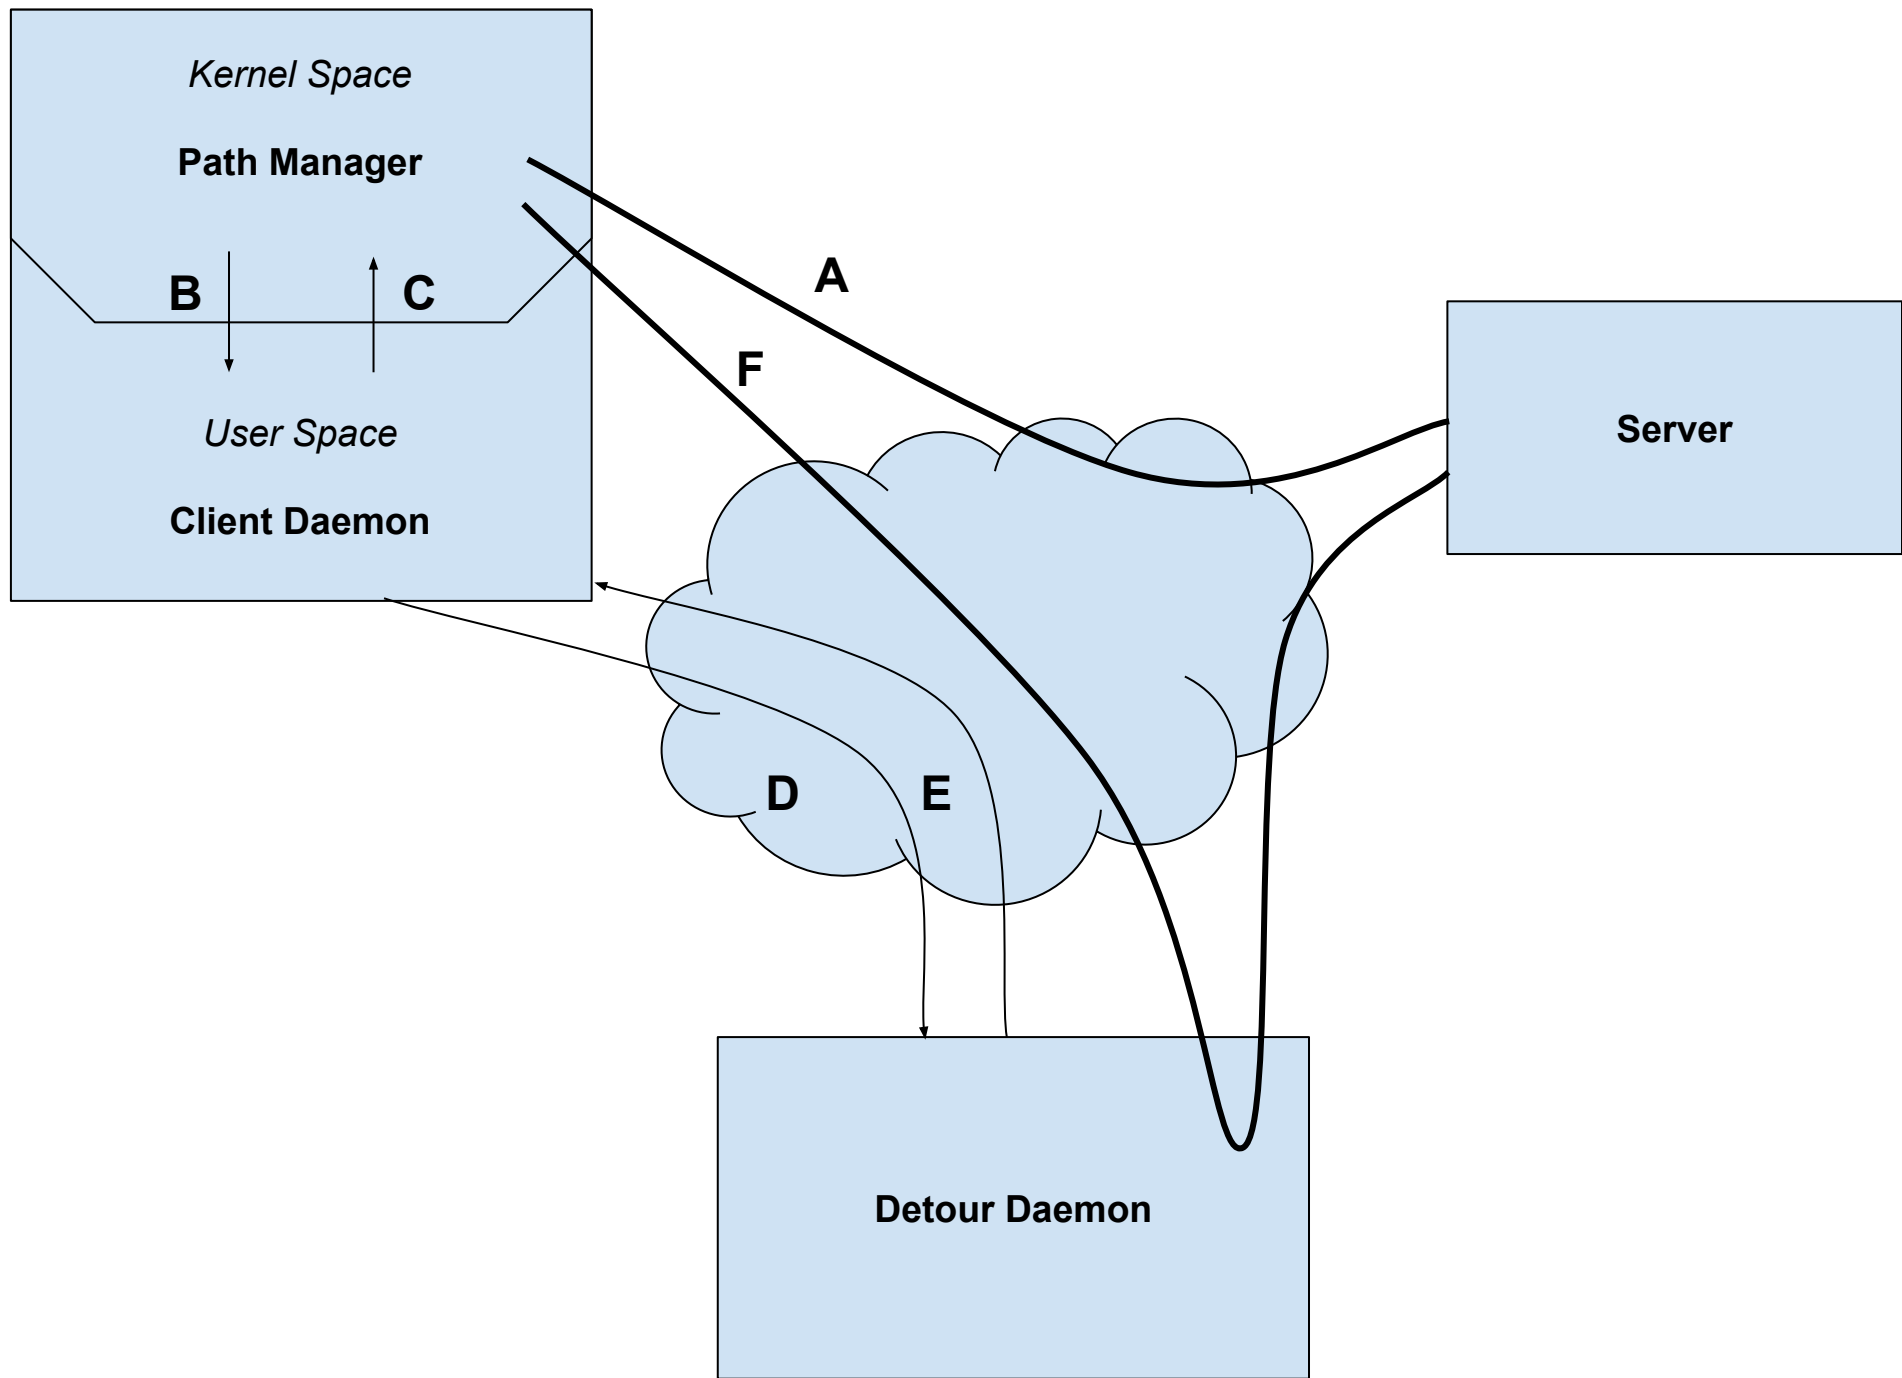 Kernel Space
Path Manager
B
C
User Space
Client Daemon
A
F
Server
D
E
Detour Daemon